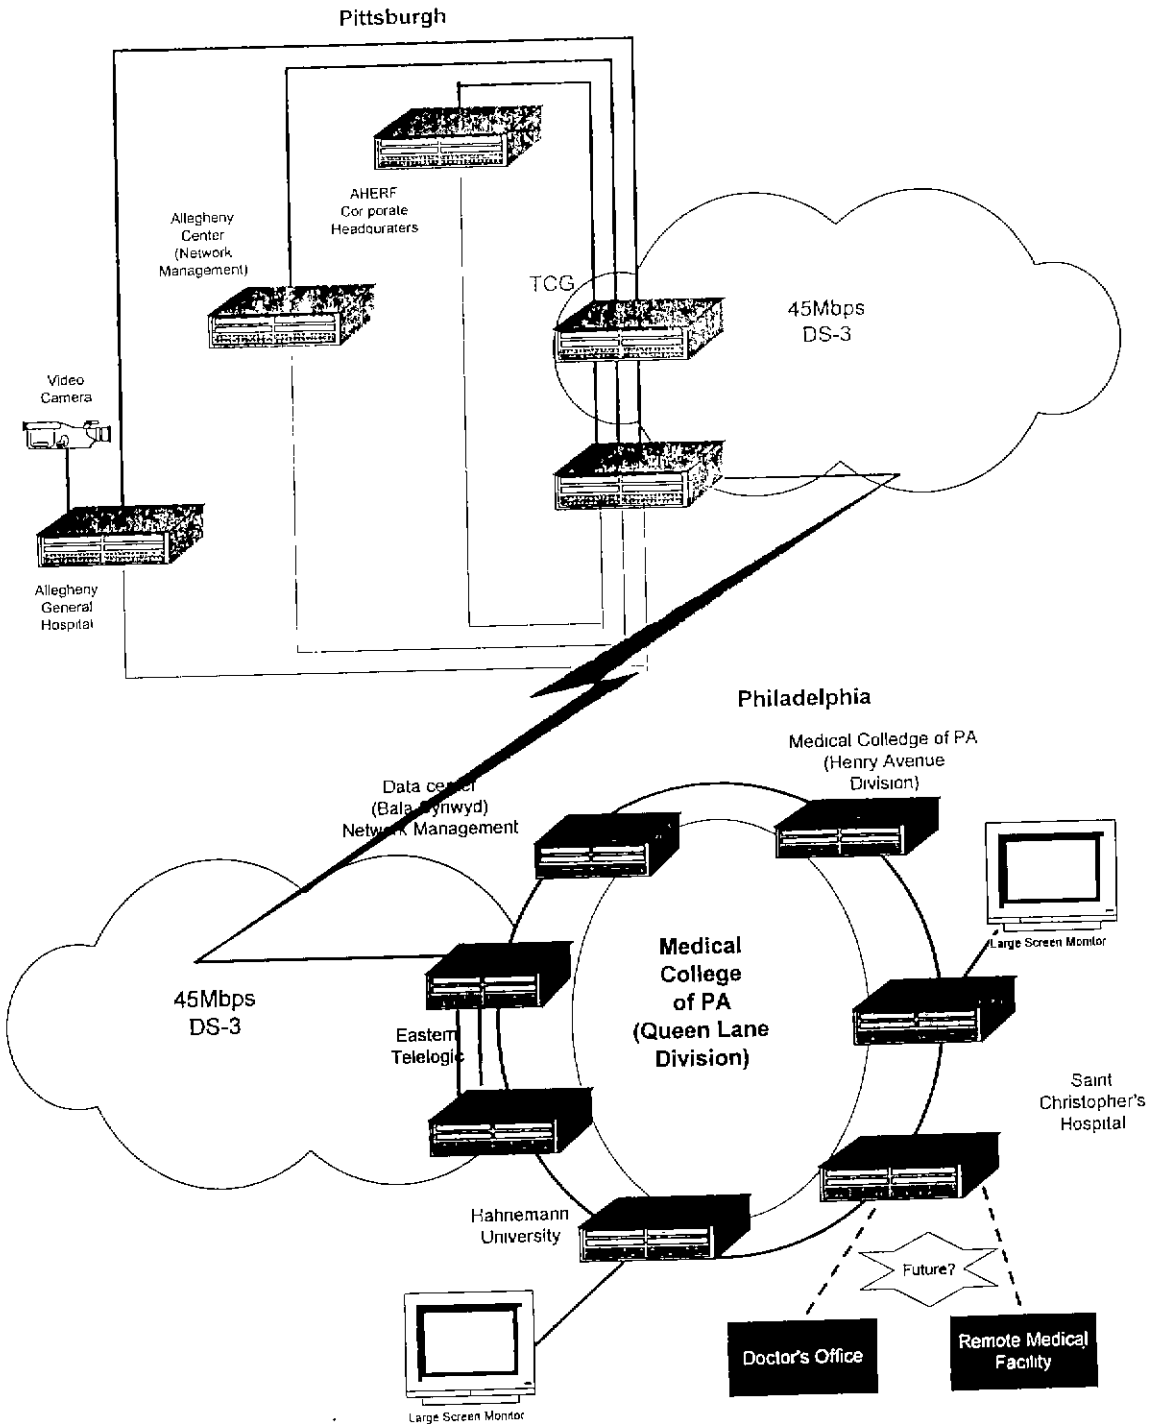 Pittsburgh
AHERF
Cor porate
Headquraters
Allegheny
Center
(Network
Management)
TCG
45Mbps
DS-3
Video
Camera
Allegheny
General
Hospital
Philadelphia
Medical Colledge of PA
(Henry Avenue
Division)
Data center
(Bala Cynwyd)
Network Management
Large Screen Monitor
Medical
College
of PA
(Queen Lane
Division)
45Mbps
DS-3
Eastern
Telelogic
Saint
Christopher's
Hospital
Hahnemann
University
Future?
Doctor's Office
Remote Medical
Facility
Large Screen Monitor